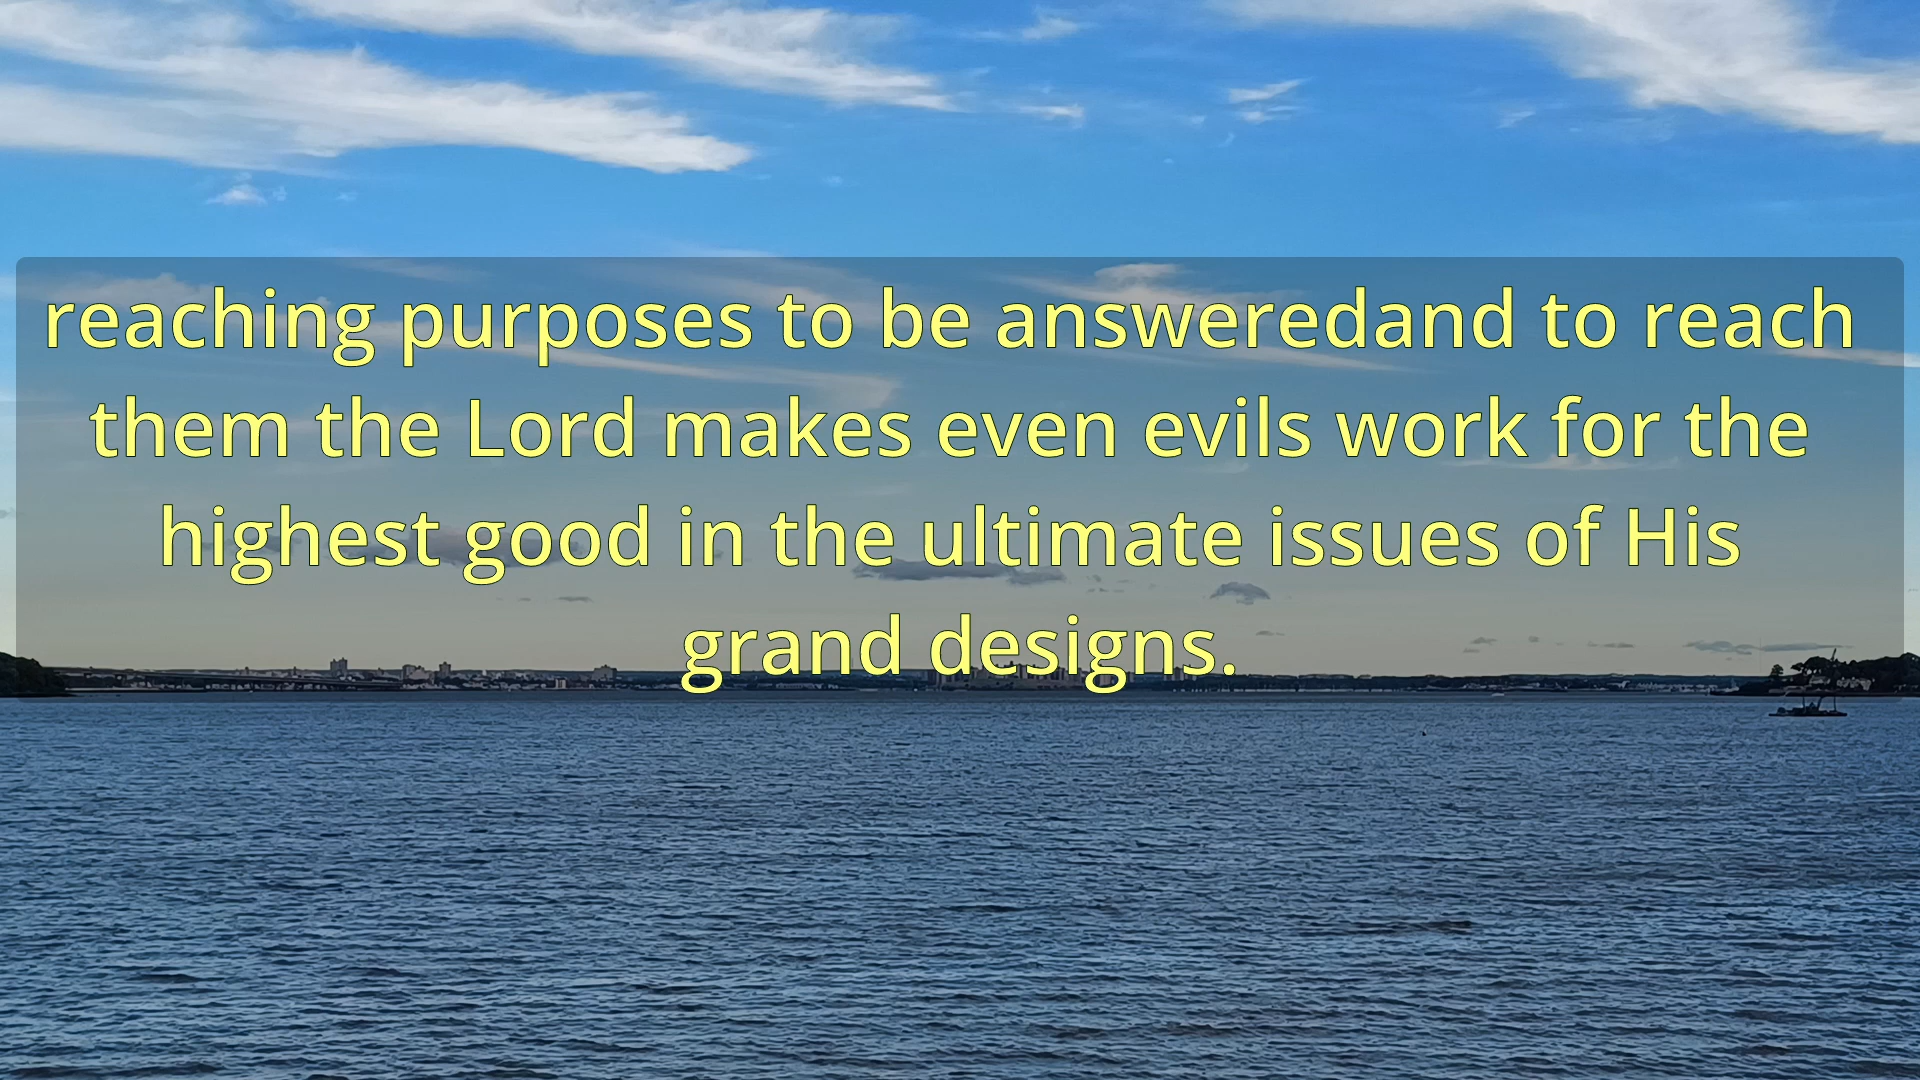 reaching purposes to be answeredand to reach
them the Lord makes even evils work for the
highest good in the ultimate issues of His
grand designs.